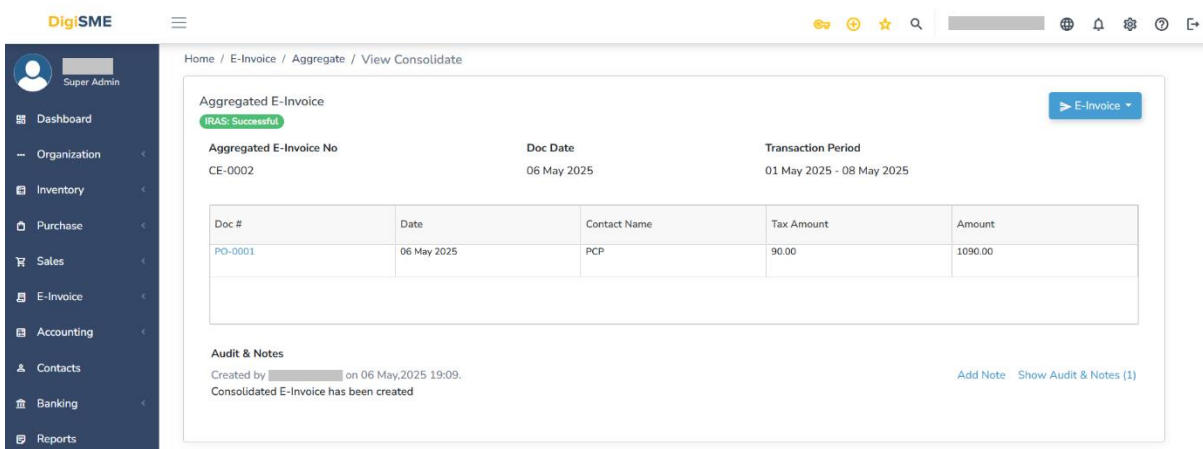 DigiSME
Super Admin
Dashboard
Organization
Inventory
Purchase
Sales
E-Invoice
Accounting
Contacts
Banking
Reports
Home / E-Invoice / Aggregate / View Consolidate
Aggregated E-Invoice
IRAS: Successful
E-Invoice
Aggregated E-Invoice No Doc Date Transaction Period
CE-0002 06 May 2025 01 May 2025 - 08 May 2025
Doc # Date Contact Name Tax Amount Amount
PO-0001 06 May 2025 PCP 90.00 1090.00
Audit & Notes
Created by on 06 May,2025 19:09. Add Note Show Audit & Notes (1)
Consolidated E-Invoice has been created